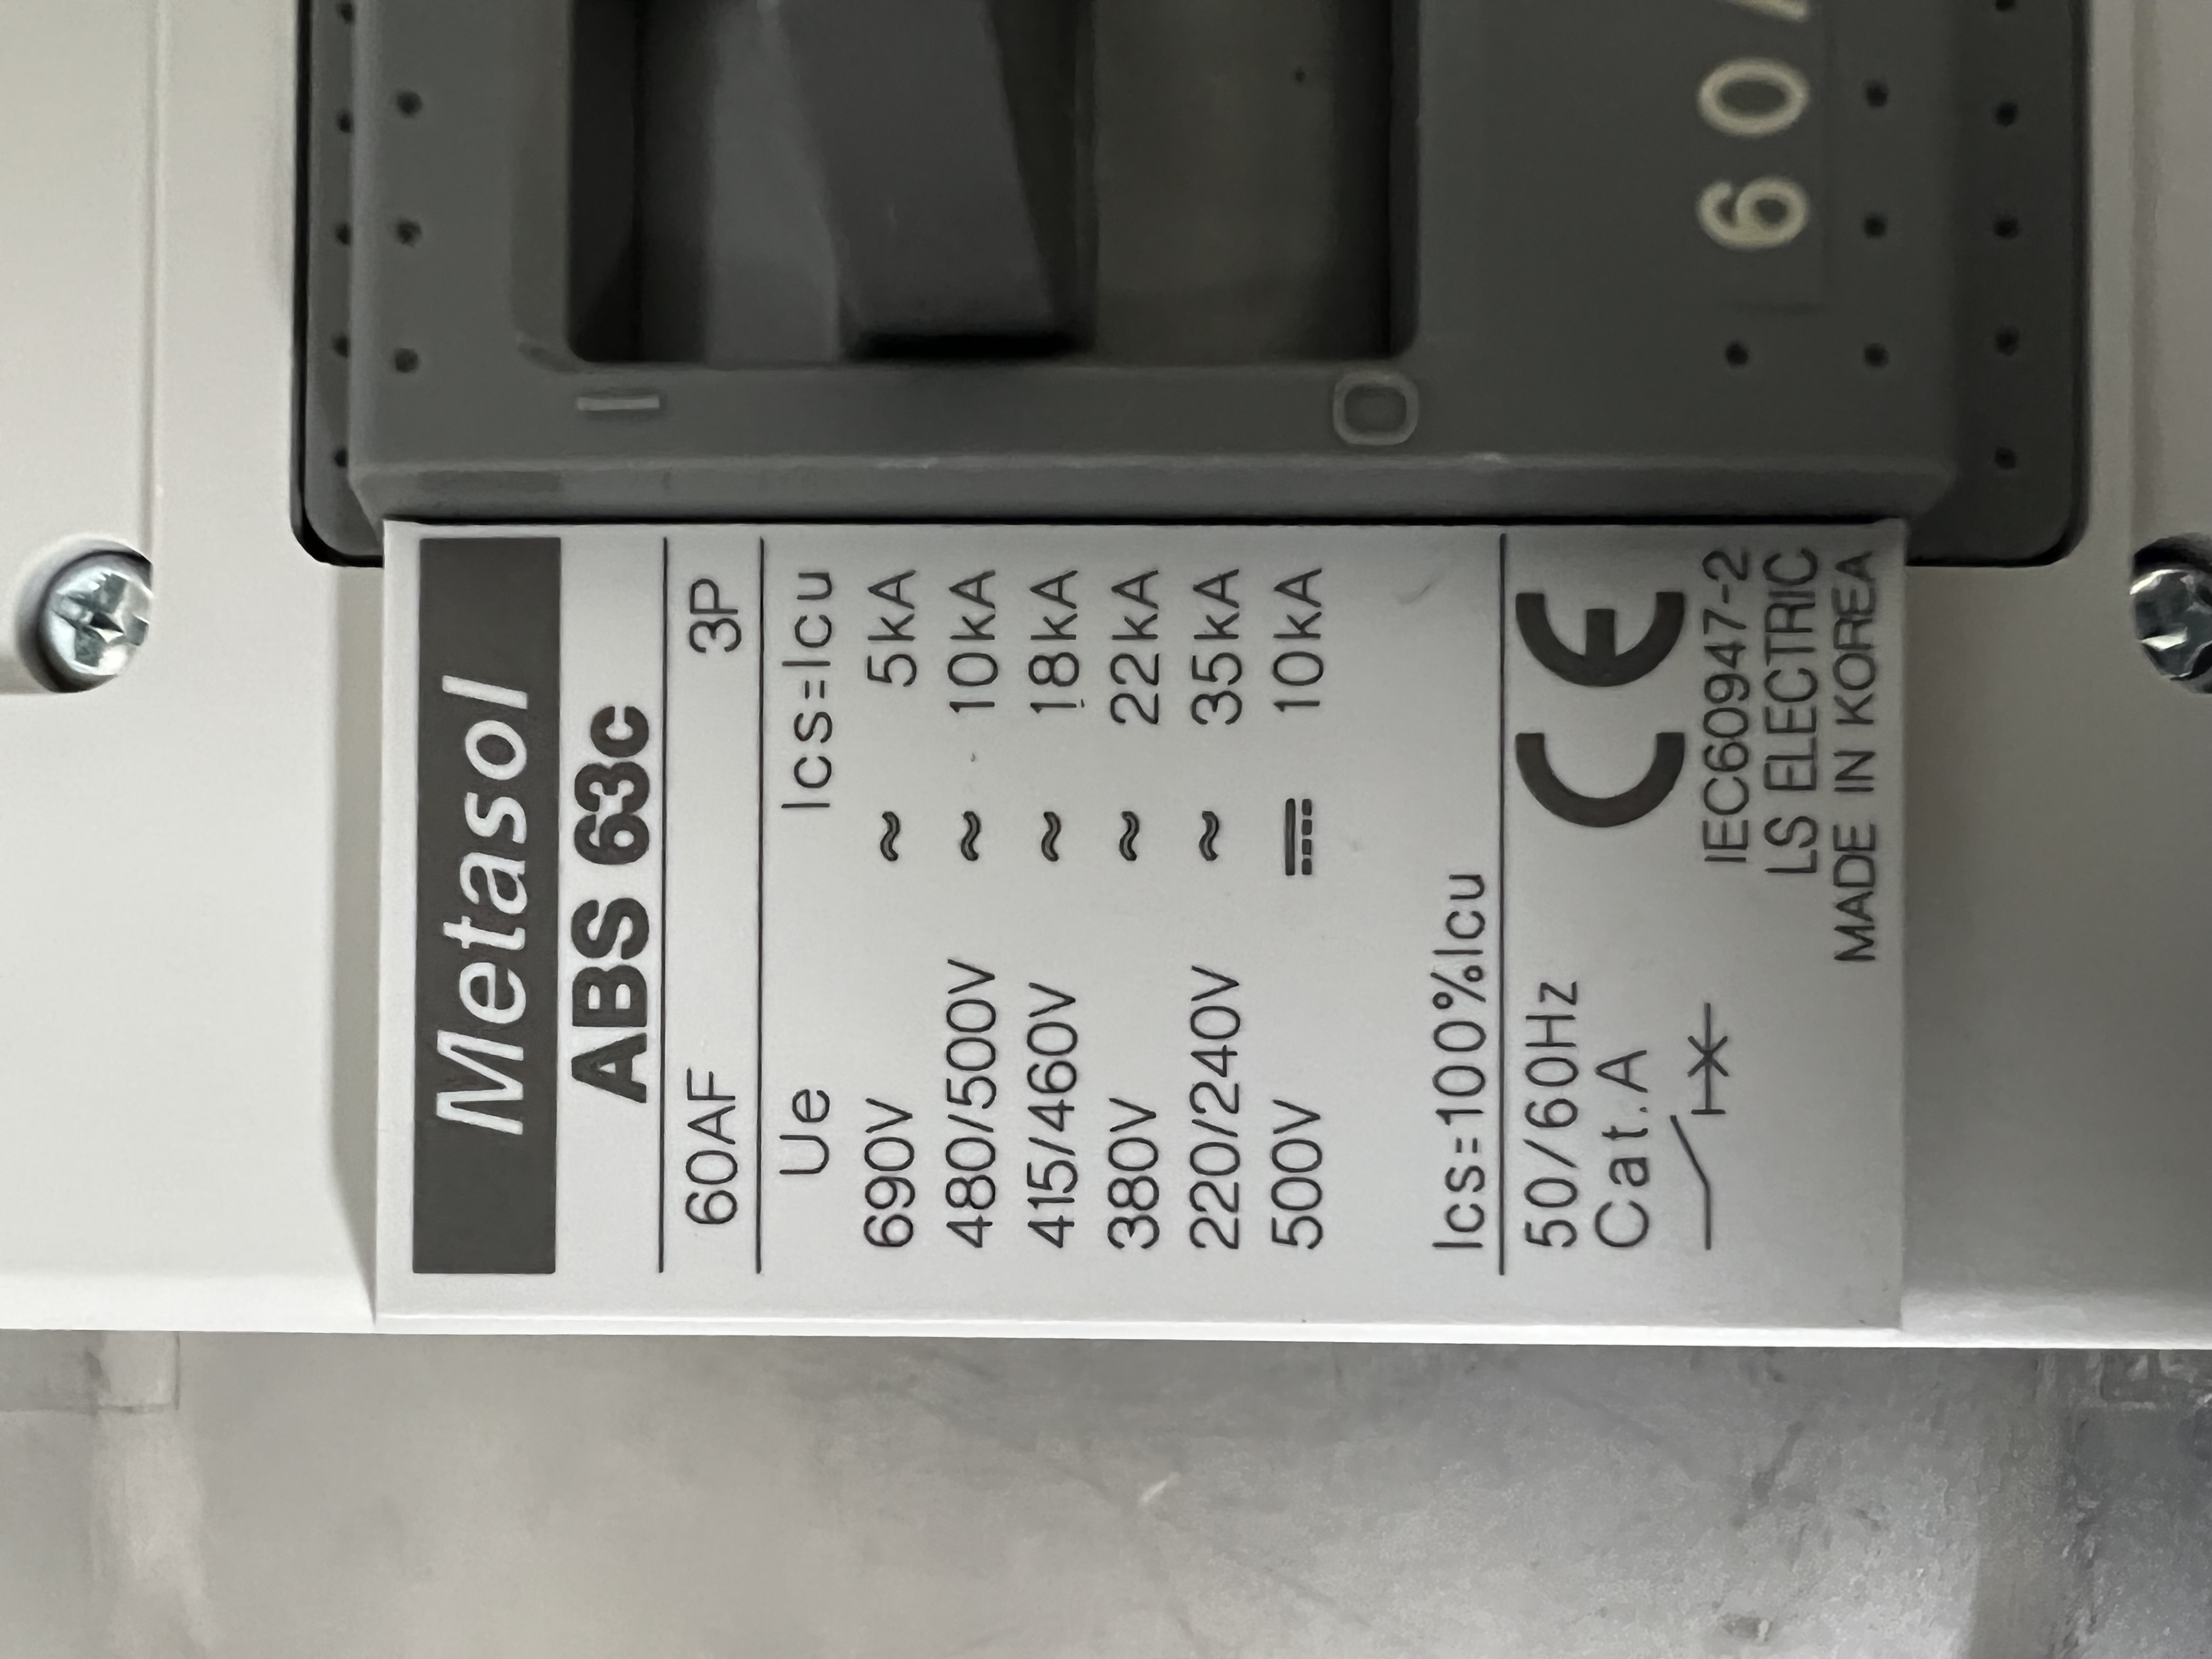 60
I
O
Metasol
ABS 63c
60AF 3P
Ue Ics=Icu
690V ~ 5kA
480/500V ~ 10kA
415/460V ~ 18kA
380V ~ 22kA
220/240V ~ 35kA
500V ⎓ 10kA
Ics=100%Icu
50/60Hz
Cat.A
CE
IEC60947-2
LS ELECTRIC
MADE IN KOREA